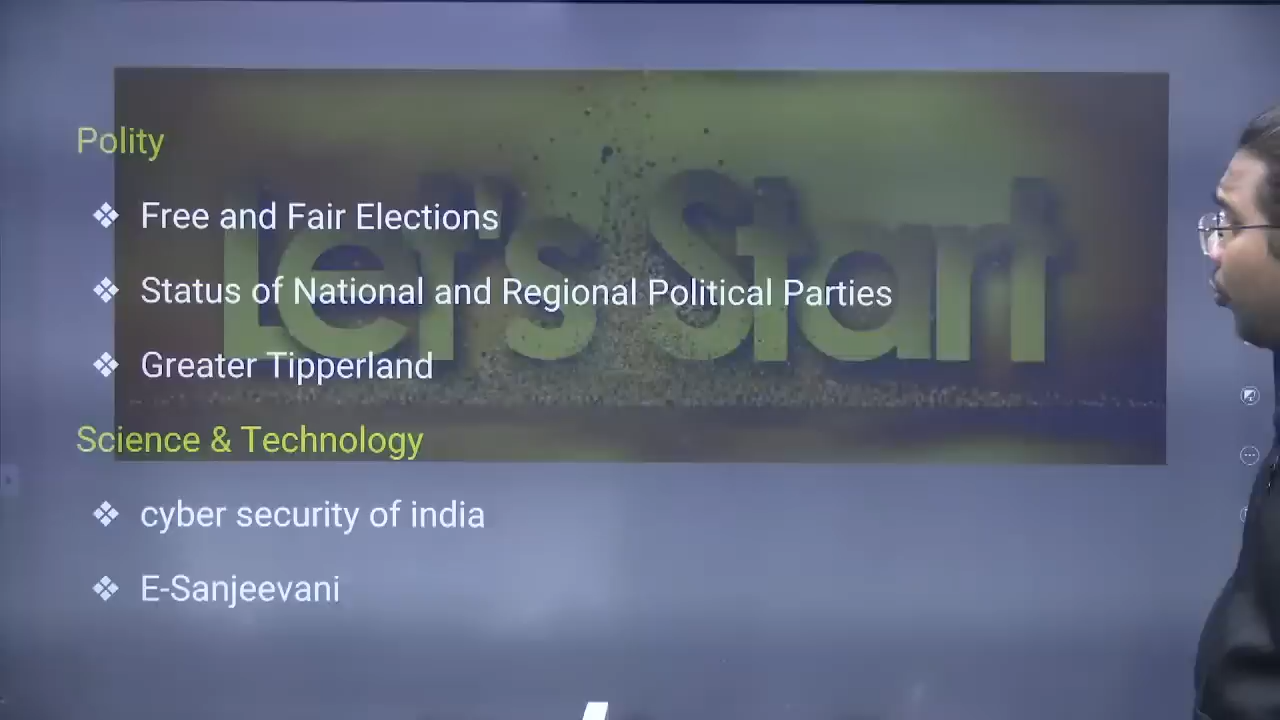 Let's Start
Polity
❖ Free and Fair Elections
❖ Status of National and Regional Political Parties
❖ Greater Tipperland
Science & Technology
❖ cyber security of india
❖ E-Sanjeevani